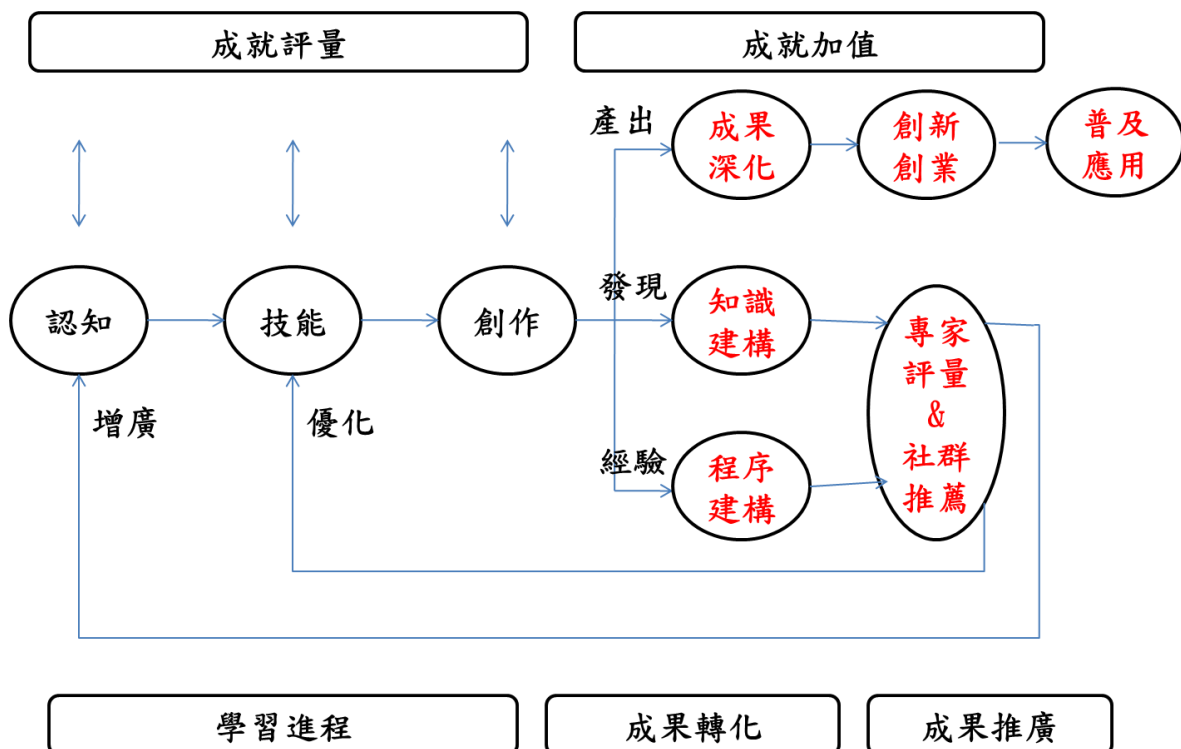 成就評量
成就加值
產出
成果
深化
創新
創業
普及
應用
認知
技能
創作
發現
知識
建構
專家
評量
&
社群
推薦
增廣
優化
經驗
程序
建構
學習進程
成果轉化
成果推廣